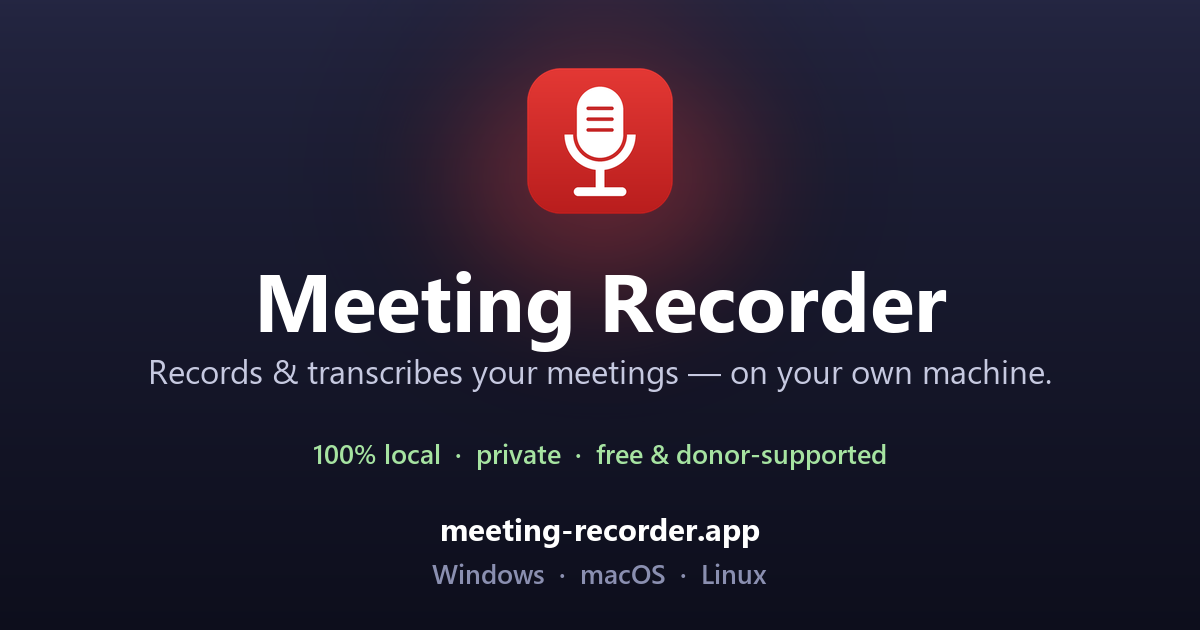 Meeting Recorder
Records & transcribes your meetings — on your own machine.
100% local · private · free & donor-supported
meeting-recorder.app
Windows · macOS · Linux